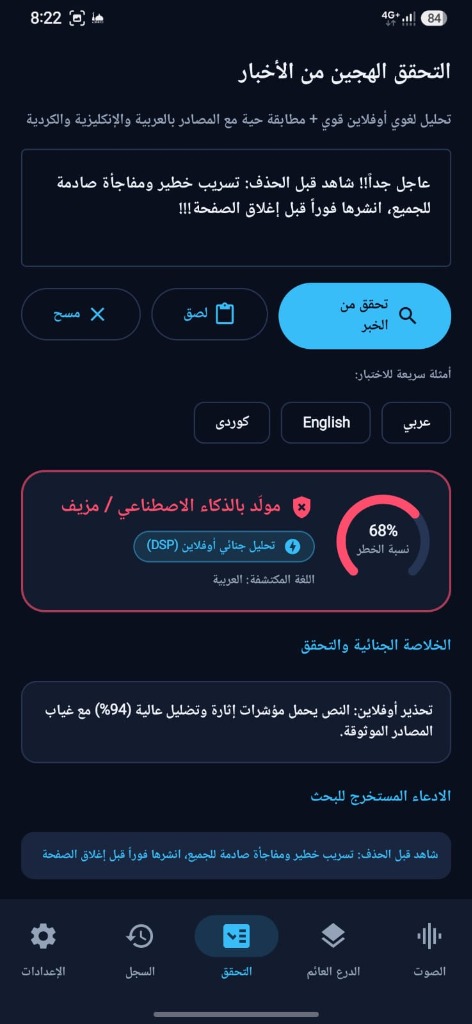 8:22
4G+
84
التحقق الهجين من الأخبار
تحليل لغوي أوفلاين قوي + مطابقة حية مع المصادر بالعربية والإنكليزية والكردية
عاجل جداً!! شاهد قبل الحذف: تسريب خطير ومفاجأة صادمة
للجميع، انشرها فوراً قبل إغلاق الصفحة!!!
تحقق من
الخبر
لصق
مسح
أمثلة سريعة للاختبار:
عربي
English
كوردی
مولَد بالذكاء الاصطناعي / مزيف
68%
نسبة الخطر
تحليل جنائي أوفلاين (DSP)
اللغة المكتشفة: العربية
الخلاصة الجنائية والتحقق
تحذير أوفلاين: النص يحمل مؤشرات إثارة وتضليل عالية (94%) مع غياب
المصادر الموثوقة.
الادعاء المستخرج للبحث
شاهد قبل الحذف: تسريب خطير ومفاجأة صادمة للجميع، انشرها فوراً قبل إغلاق الصفحة
الصوت
الدرع العائم
التحقق
السجل
الإعدادات